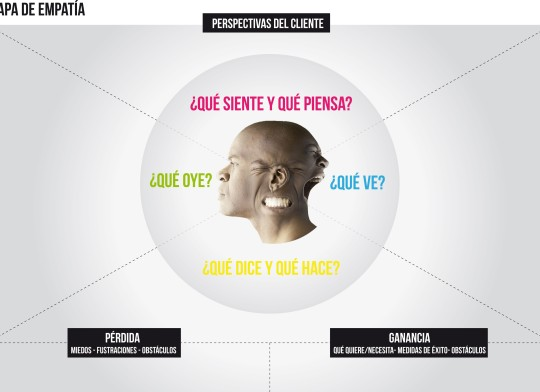 APA DE EMPATÍA
PERSPECTIVAS DEL CLIENTE
¿QUÉ SIENTE Y QUÉ PIENSA?
¿QUÉ OYE?
¿QUÉ VE?
¿QUÉ DICE Y QUÉ HACE?
PÉRDIDA
MIEDOS - FUSTRACIONES - OBSTÁCULOS
GANANCIA
QUÉ QUIERE/NECESITA- MEDIDAS DE ÉXITO- OBSTÁCULOS